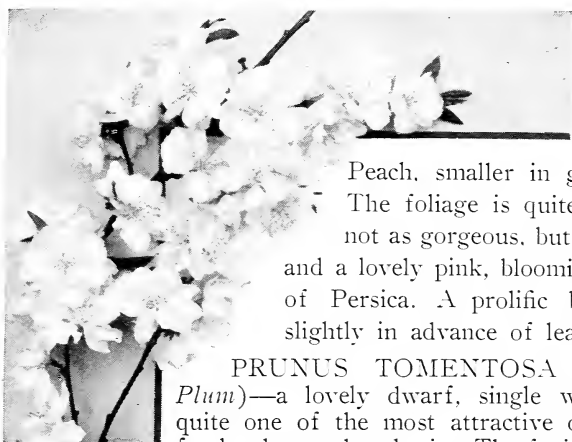 Peach, smaller in g
The foliage is quite
not as gorgeous, but
and a lovely pink, bloomi
of Persica. A prolific b
slightly in advance of lea
PRUNUS TOMENTOSA
Plum)—a lovely dwarf, single w
quite one of the most attractive